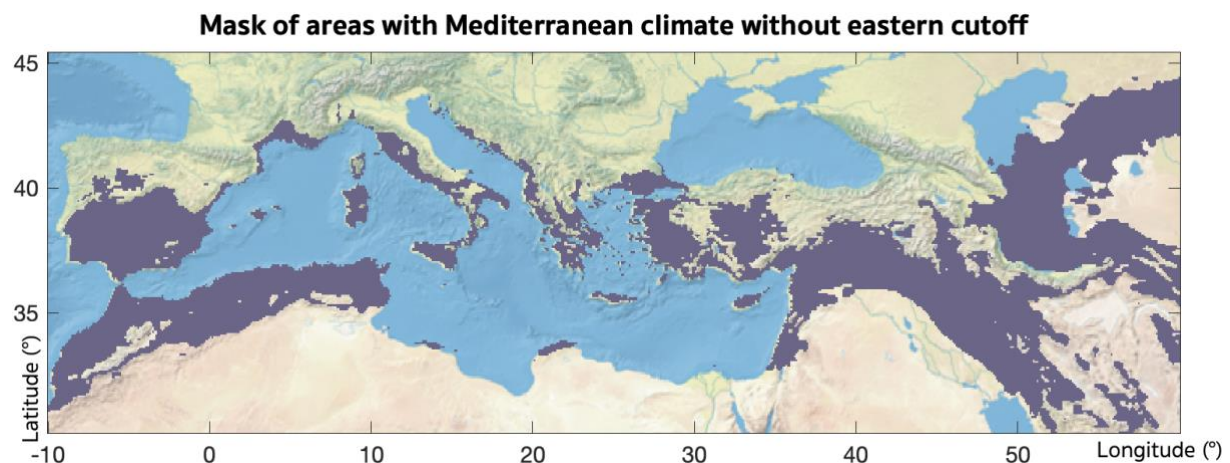 Mask of areas with Mediterranean climate without eastern cutoff
45
40
35
Latitude (°)
-10 0 10 20 30 40 50 Longitude (°)